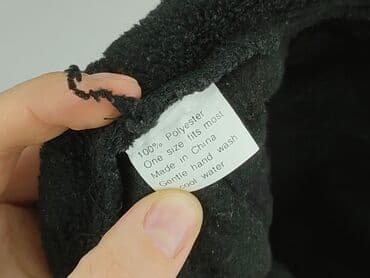 100% Polyester
One size fits most
Made in China
Gentle hand wash
cool water